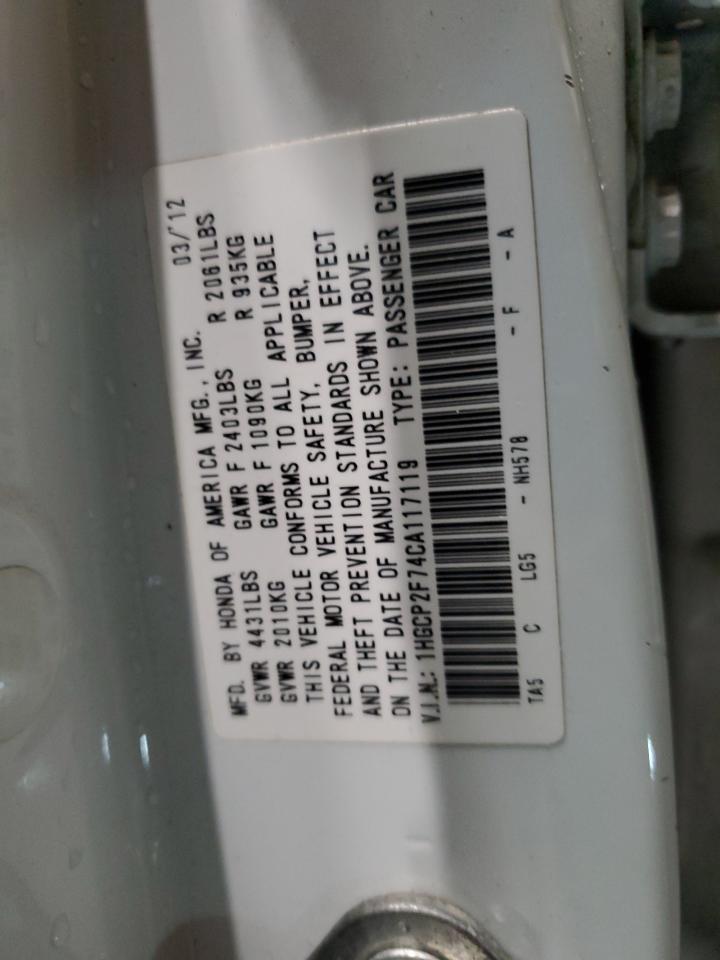 MFD. BY HONDA OF AMERICA MFG., INC. 03/'12
GVWR 4431LBS GAWR F 2403LBS R 2061LBS
GVWR 2010KG GAWR F 1090KG R 935KG
THIS VEHICLE CONFORMS TO ALL APPLICABLE
FEDERAL MOTOR VEHICLE SAFETY, BUMPER,
AND THEFT PREVENTION STANDARDS IN EFFECT
ON THE DATE OF MANUFACTURE SHOWN ABOVE.
V.I.N.: 1HGCP2F74CA117119 TYPE: PASSENGER CAR
TA5 C LG5 - NH578 - F - A